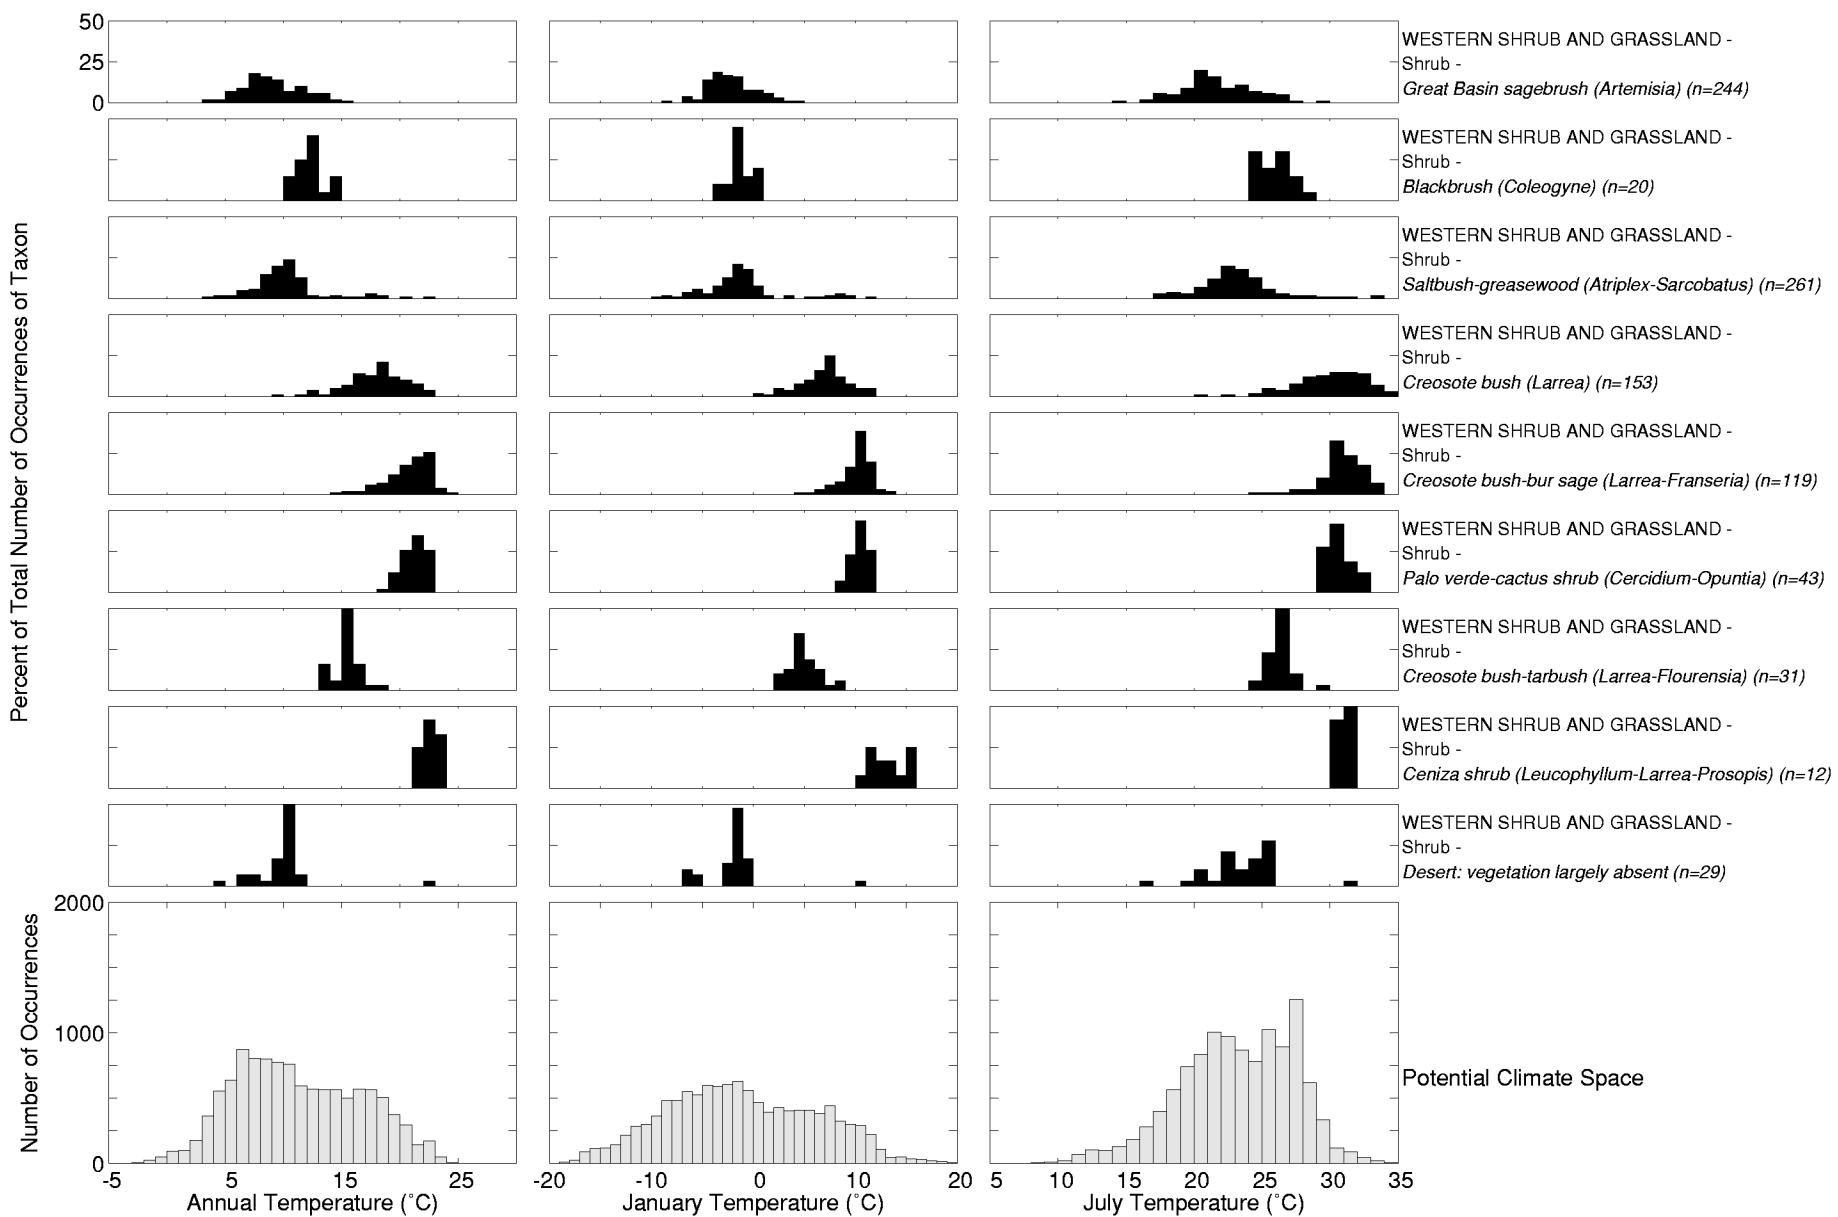 50
25
0
WESTERN SHRUB AND GRASSLAND -
Shrub -
Great Basin sagebrush (Artemisia) (n=244)
WESTERN SHRUB AND GRASSLAND -
Shrub -
Blackbrush (Coleogyne) (n=20)
WESTERN SHRUB AND GRASSLAND -
Shrub -
Saltbush-greasewood (Atriplex-Sarcobatus) (n=261)
WESTERN SHRUB AND GRASSLAND -
Shrub -
Creosote bush (Larrea) (n=153)
WESTERN SHRUB AND GRASSLAND -
Shrub -
Creosote bush-bur sage (Larrea-Franseria) (n=119)
WESTERN SHRUB AND GRASSLAND -
Shrub -
Palo verde-cactus shrub (Cercidium-Opuntia) (n=43)
WESTERN SHRUB AND GRASSLAND -
Shrub -
Creosote bush-tarbush (Larrea-Flourensia) (n=31)
WESTERN SHRUB AND GRASSLAND -
Shrub -
Ceniza shrub (Leucophyllum-Larrea-Prosopis) (n=12)
WESTERN SHRUB AND GRASSLAND -
Shrub -
Desert: vegetation largely absent (n=29)
Percent of Total Number of Occurrences of Taxon
2000
1000
0
Number of Occurrences
Potential Climate Space
-5 5 15 25
-20 -10 0 10 20
5 10 15 20 25 30 35
Annual Temperature (°C)
January Temperature (°C)
July Temperature (°C)